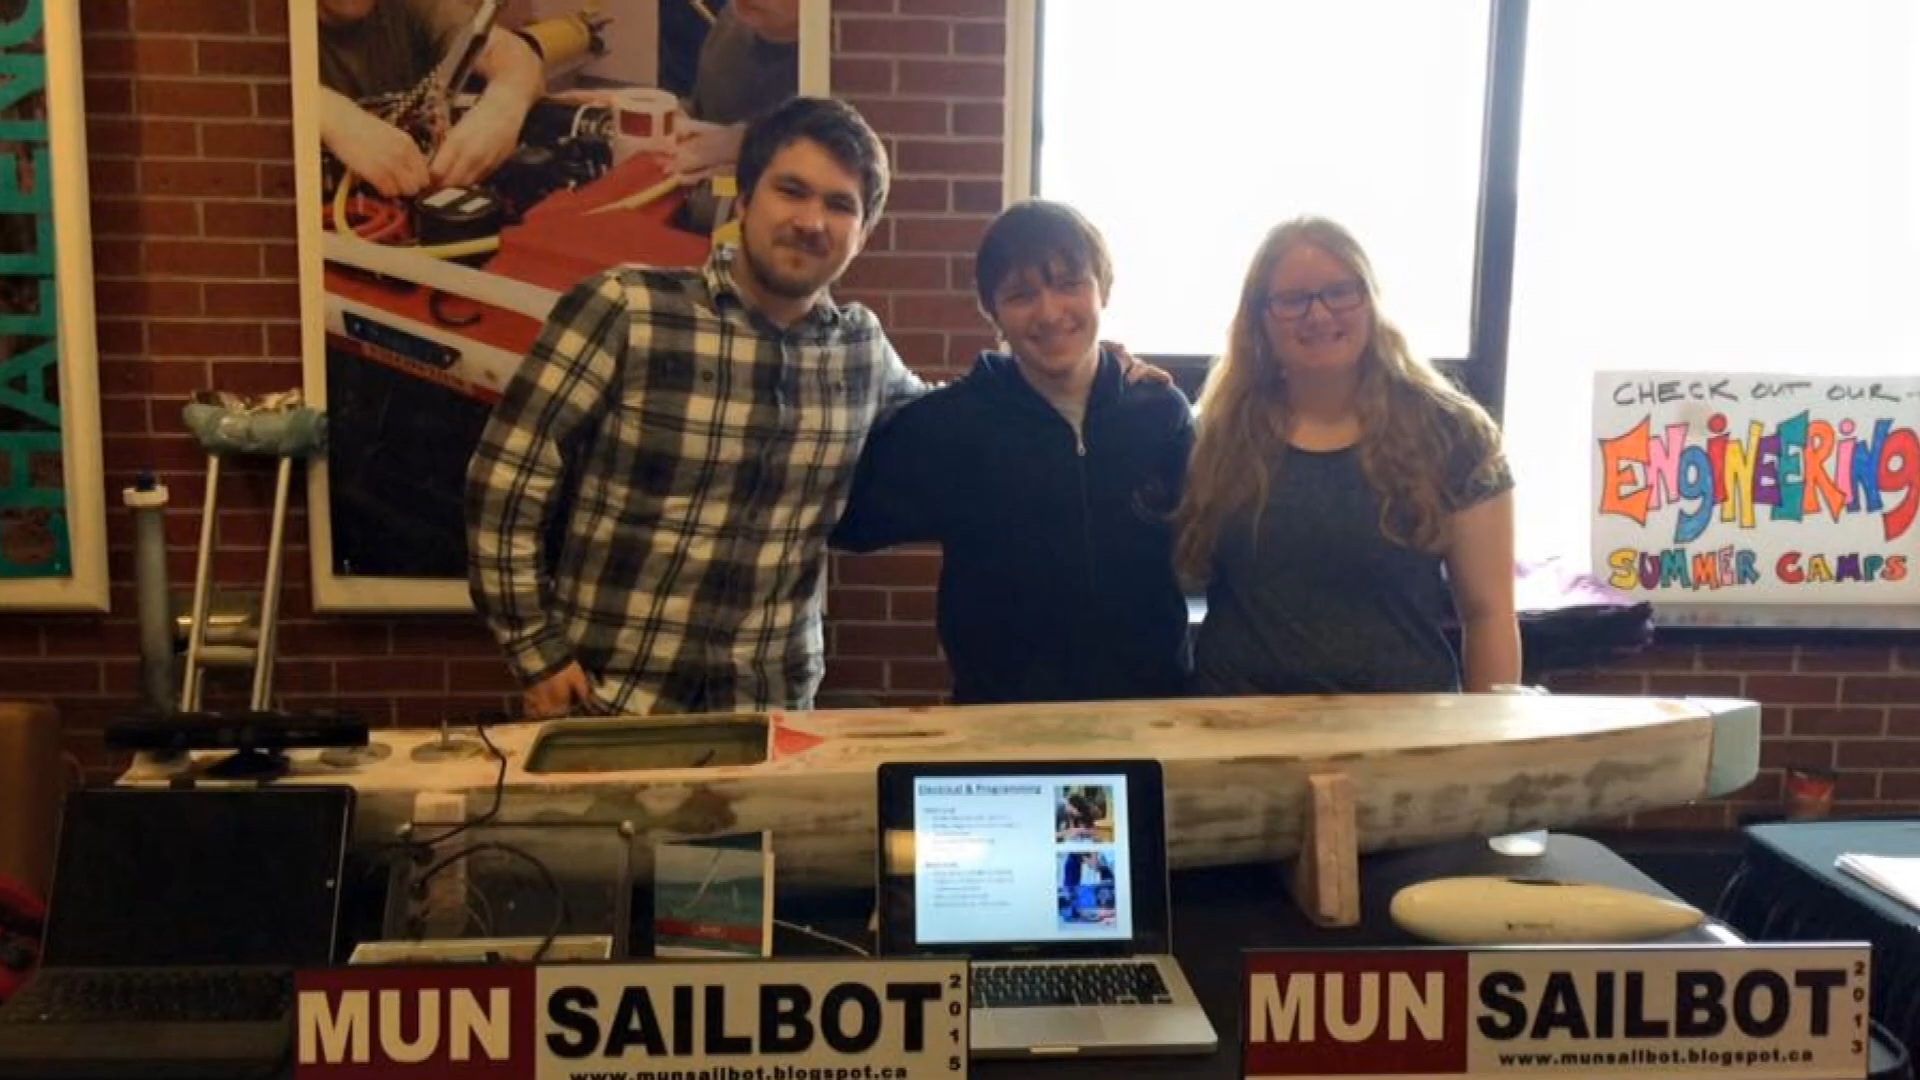 CHALLENG
CHECK OUT OUR
ENGINEERING
SUMMER CAMPS
Electrical & Programming
MUN SAILBOT 2015
www.munsailbot.blogspot.ca
MUN SAILBOT 2013
www.munsailbot.blogspot.ca